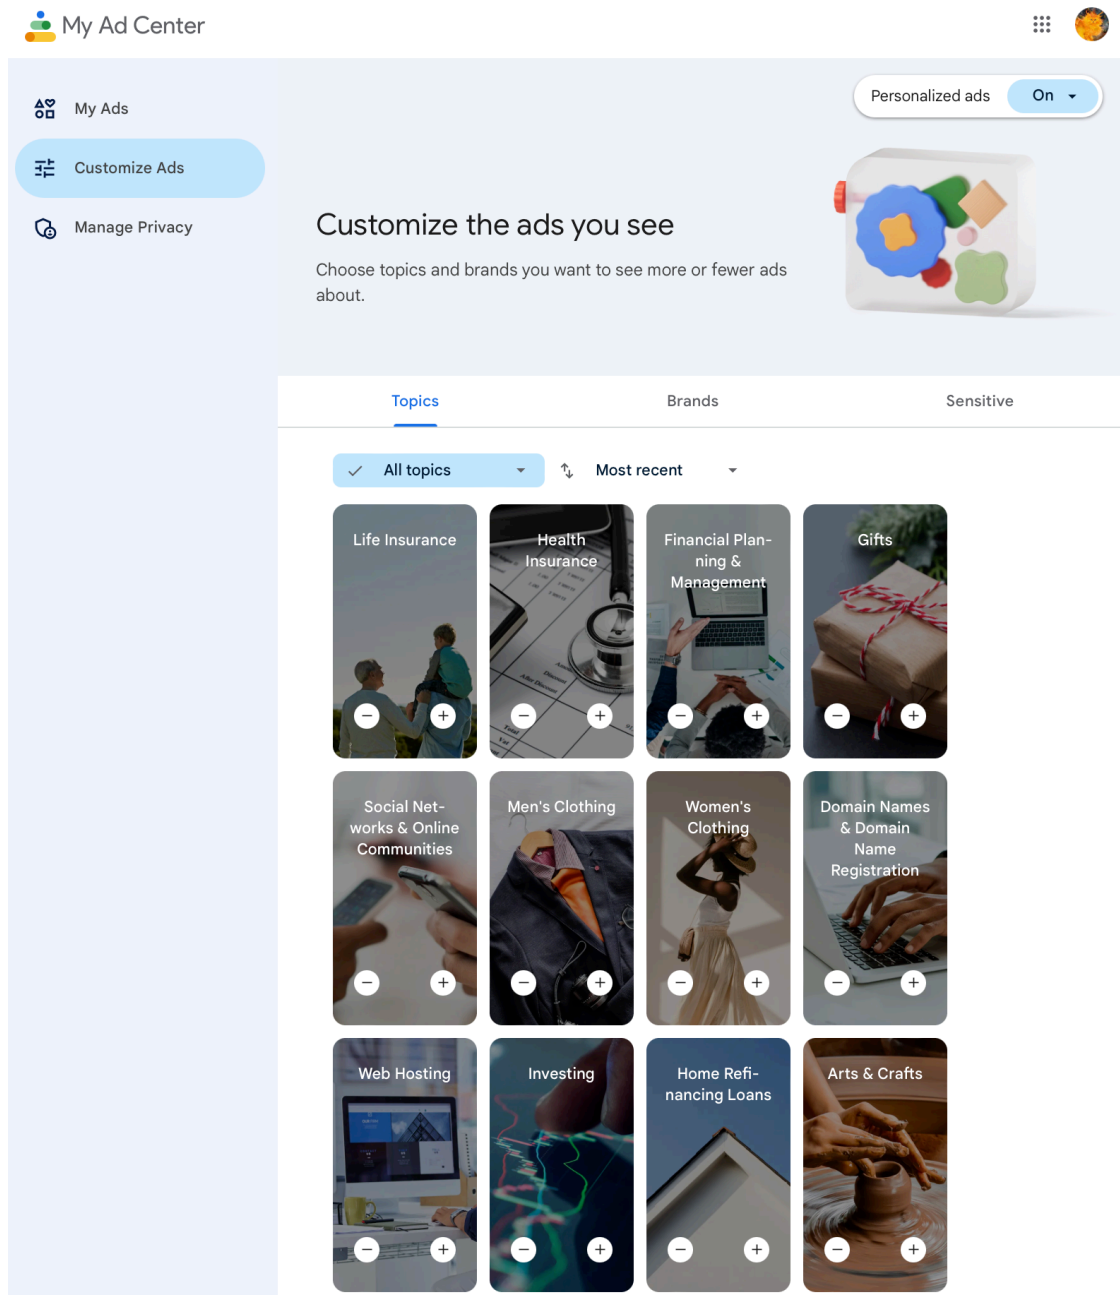 My Ad Center
My Ads
Customize Ads
Manage Privacy
Personalized ads
On
Customize the ads you see
Choose topics and brands you want to see more or fewer ads
about.
Topics
Brands
Sensitive
All topics
Most recent
Life Insurance
Health
Insurance
Financial Plan-
ning &
Management
Gifts
Social Net-
works & Online
Communities
Men's Clothing
Women's
Clothing
Domain Names
& Domain
Name
Registration
Web Hosting
Investing
Home Refi-
nancing Loans
Arts & Crafts